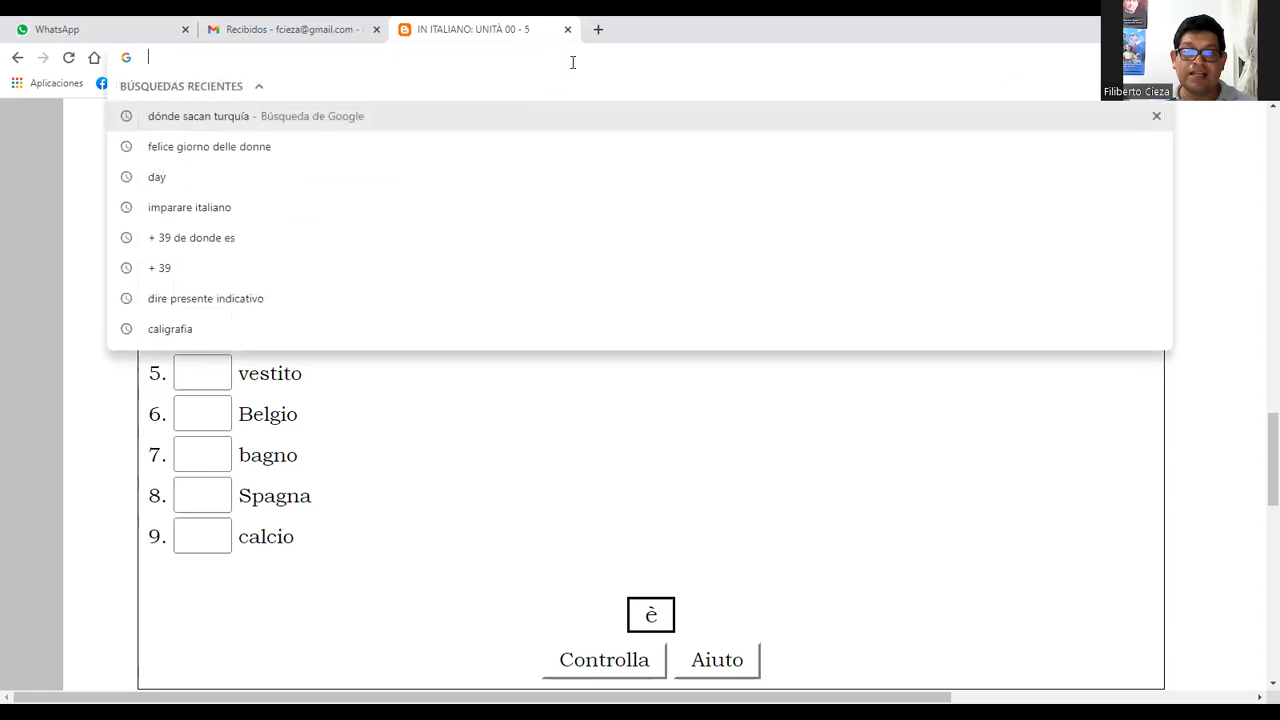 WhatsApp
Recibidos - fcieza@gmail.com -
IN ITALIANO: UNITÀ 00 - 5
Aplicaciones
BÚSQUEDAS RECIENTES
dónde sacan turquía - Búsqueda de Google
felice giorno delle donne
day
imparare italiano
+ 39 de donde es
+ 39
dire presente indicativo
caligrafia
5. vestito
6. Belgio
7. bagno
8. Spagna
9. calcio
è
Controlla
Aiuto
Filiberto Cieza